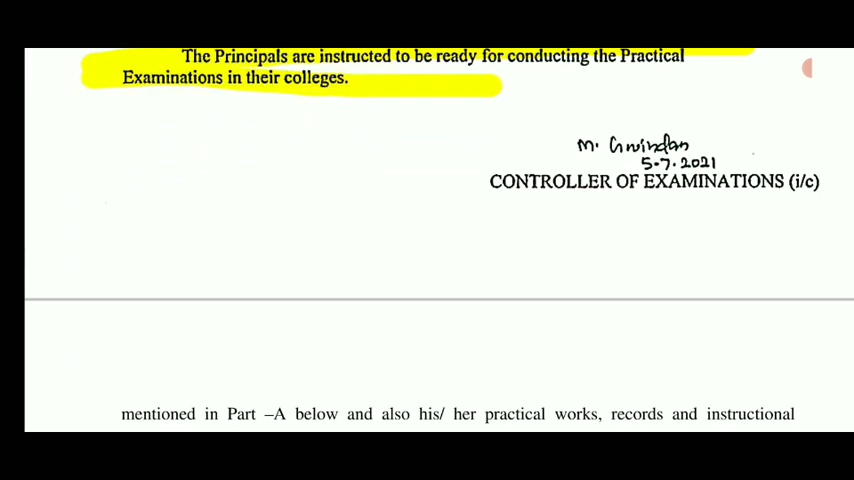 The Principals are instructed to be ready for conducting the Practical
Examinations in their colleges.
M. Govindan
5.7.2021
CONTROLLER OF EXAMINATIONS (i/c)
mentioned in Part –A below and also his/ her practical works, records and instructional